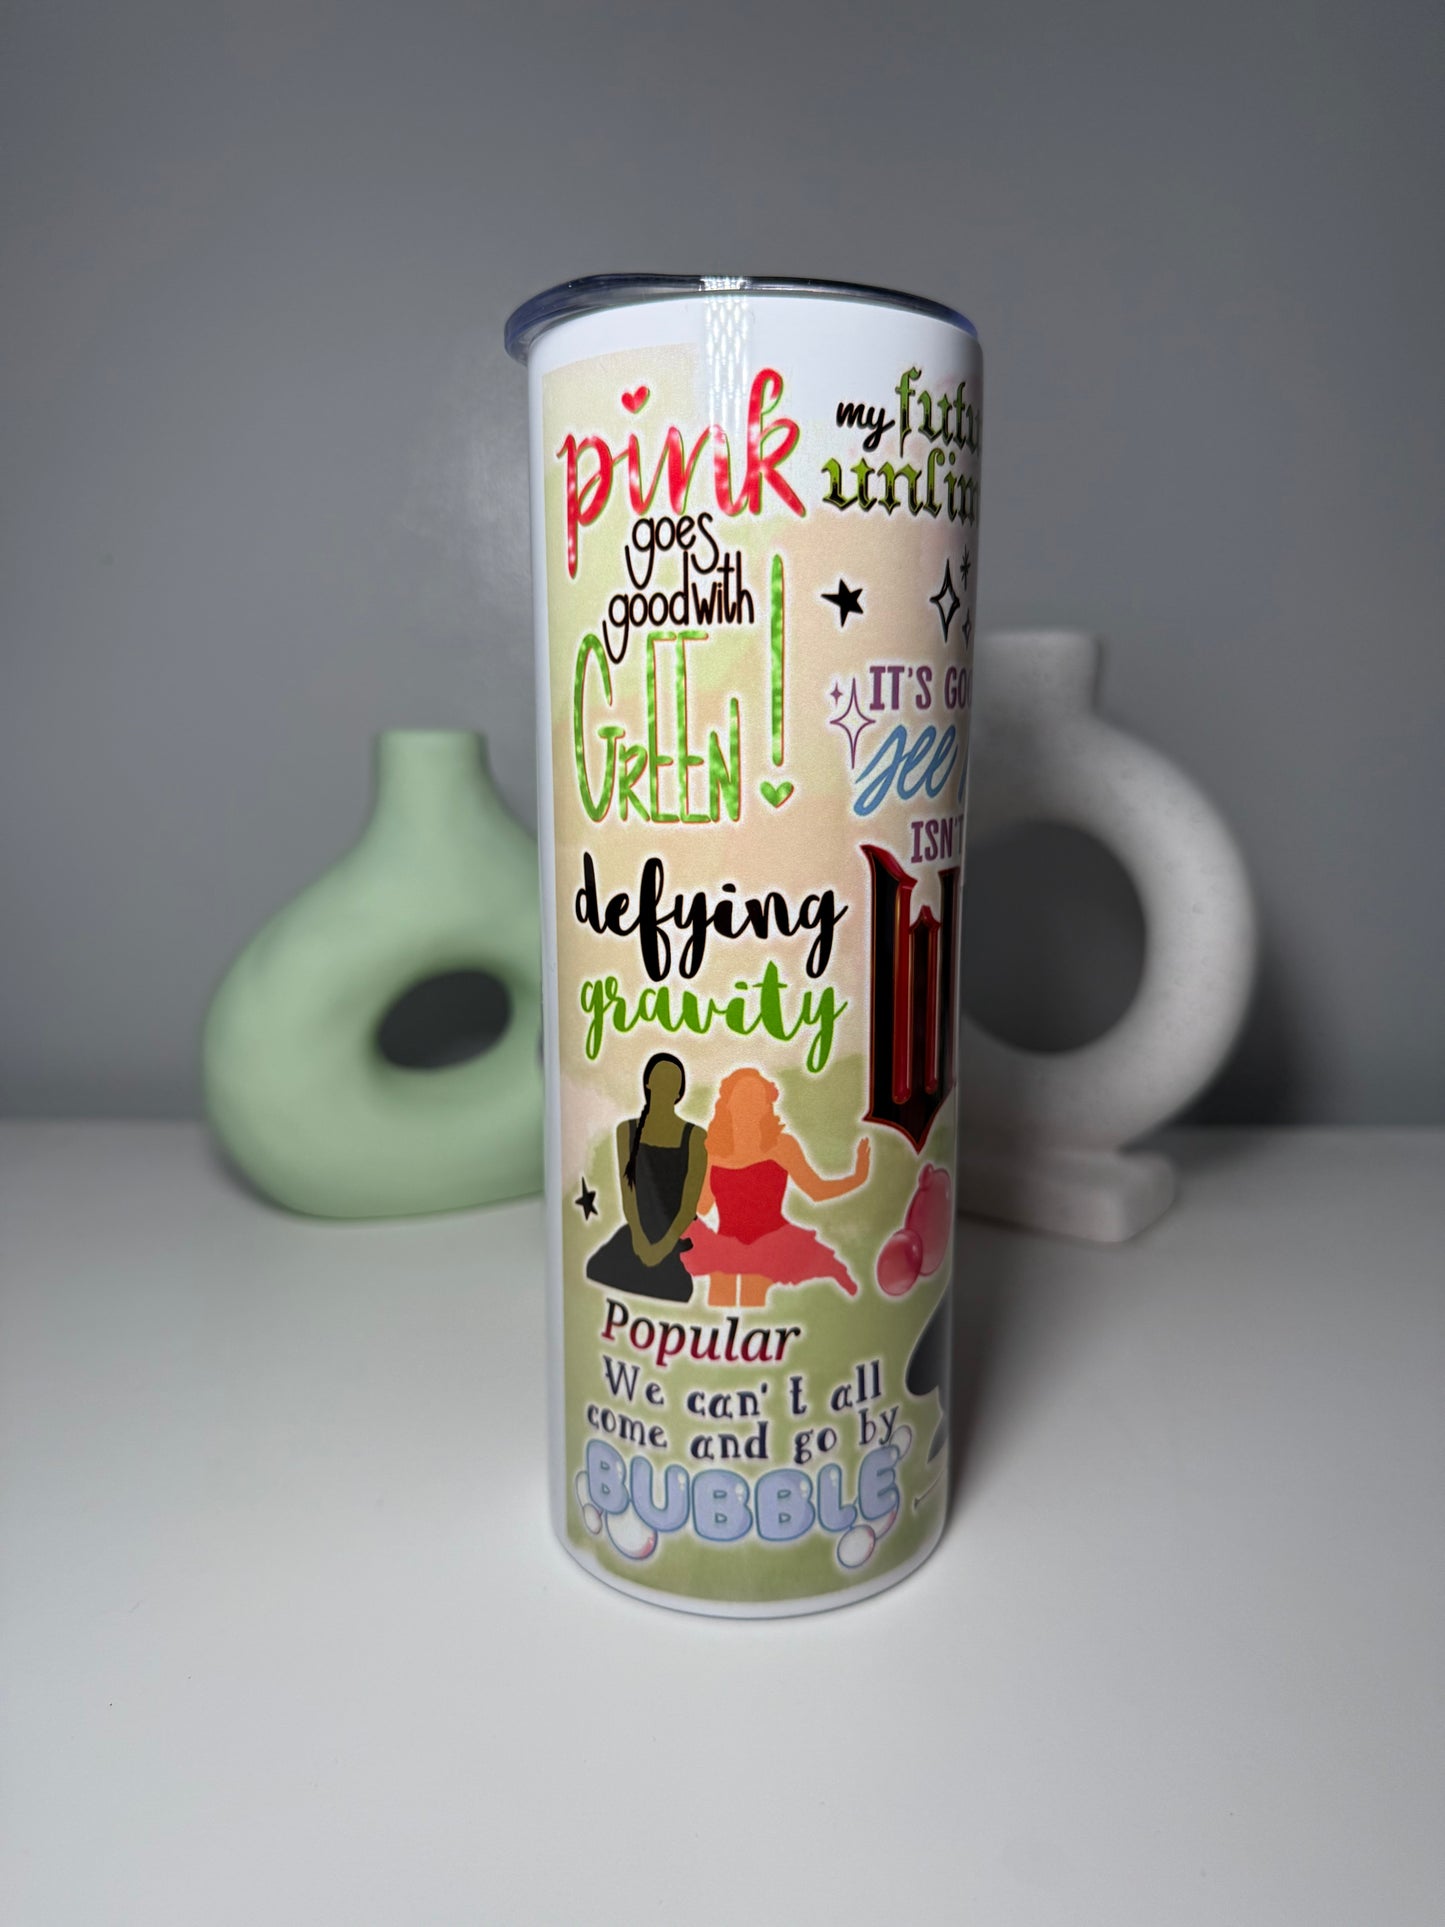 pink
goes
good with
GREEN!
defying
gravity
Popular
We can't all
come and go by
BUBBLE
my
IT'S
see
ISN'T
W